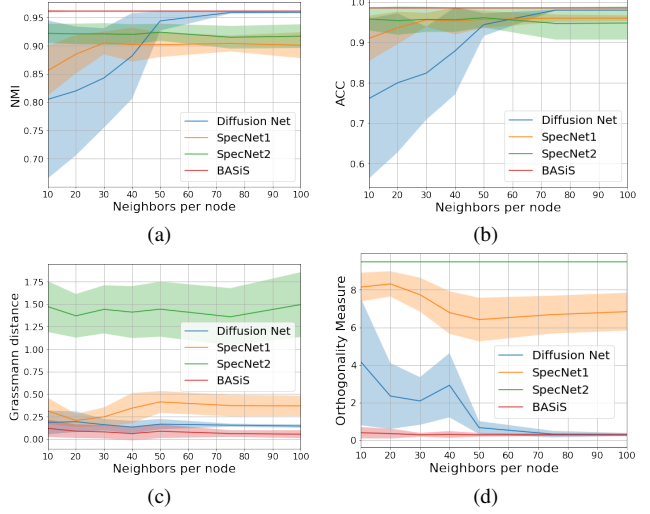 NMI
0.95
0.90
0.85
0.80
0.75
0.70
10 20 30 40 50 60 70 80 90 100
Neighbors per node
Diffusion Net
SpecNet1
SpecNet2
BASiS
(a)
ACC
1.0
0.9
0.8
0.7
0.6
10 20 30 40 50 60 70 80 90 100
Neighbors per node
Diffusion Net
SpecNet1
SpecNet2
BASiS
(b)
Grassmann distance
1.75
1.50
1.25
1.00
0.75
0.50
0.25
0.00
10 20 30 40 50 60 70 80 90 100
Neighbors per node
Diffusion Net
SpecNet1
SpecNet2
BASiS
(c)
Orthogonality Measure
8
6
4
2
0
10 20 30 40 50 60 70 80 90 100
Neighbors per node
Diffusion Net
SpecNet1
SpecNet2
BASiS
(d)